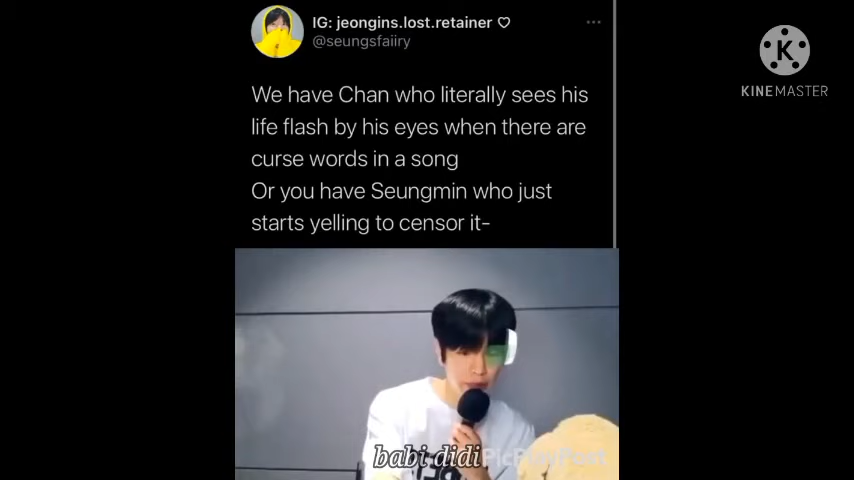 IG: jeongins.lost.retainer ♡
@seungsfaiiry
We have Chan who literally sees his
life flash by his eyes when there are
curse words in a song
Or you have Seungmin who just
starts yelling to censor it-
K
KINEMASTER
babi didi
PicPlayPost